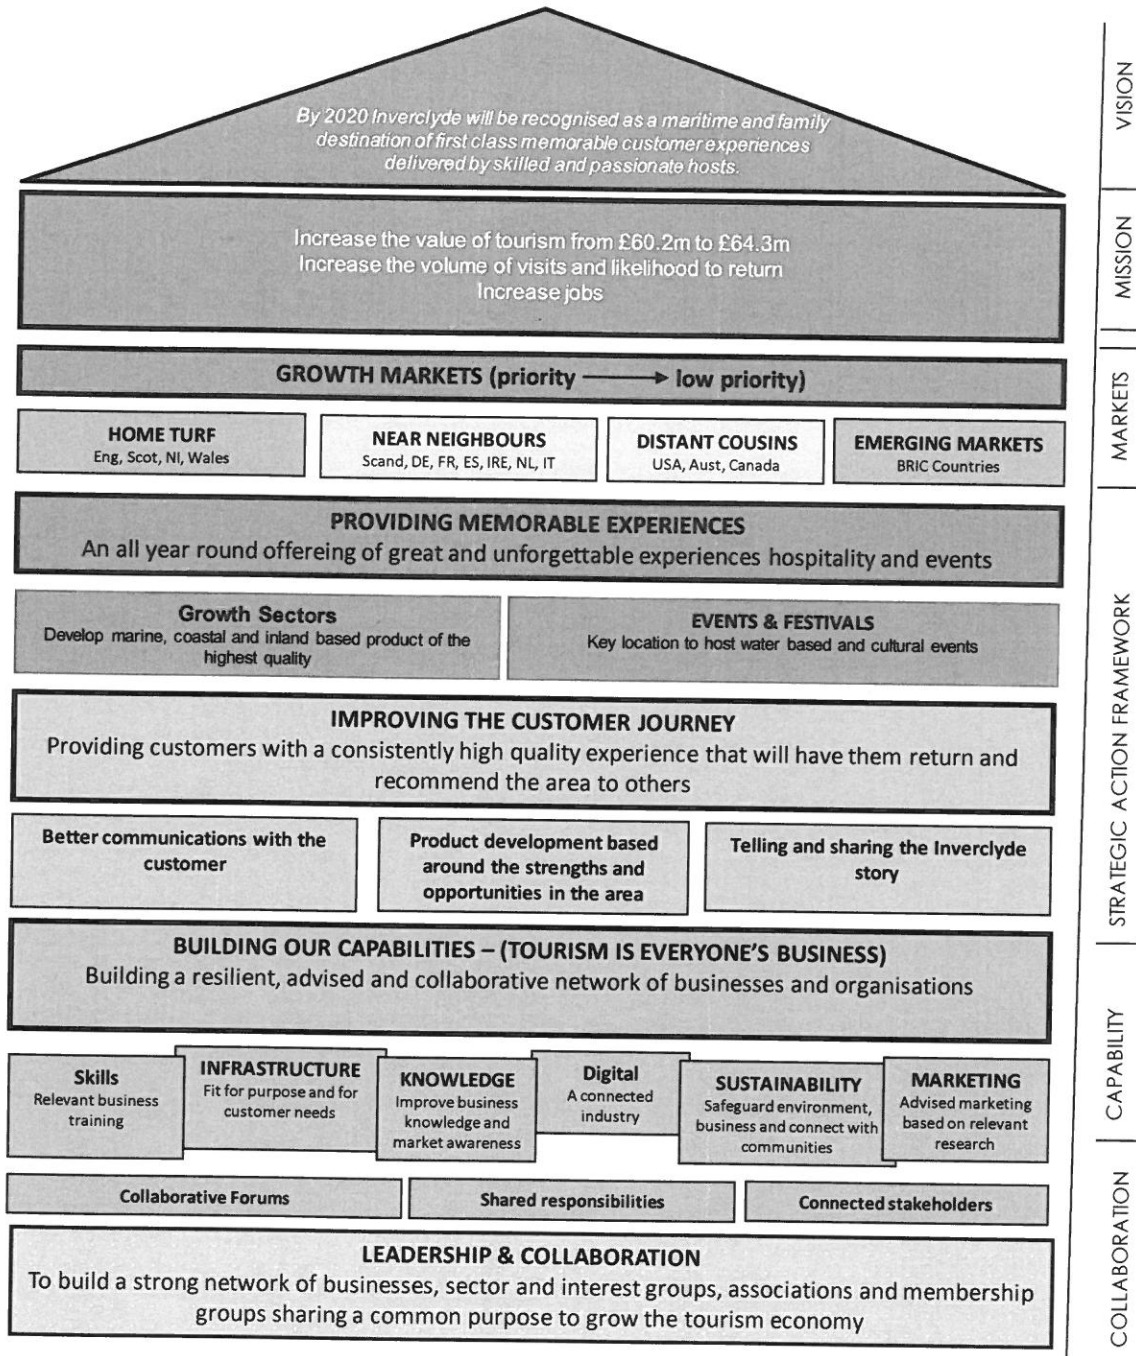 By 2020 Inverclyde will be recognised as a maritime and family
destination of first class memorable customer experiences
delivered by skilled and passionate hosts.
VISION
Increase the value of tourism from £60.2m to £64.3m
Increase the volume of visits and likelihood to return
Increase jobs
MISSION
GROWTH MARKETS (priority ⟶ low priority)
HOME TURF
Eng, Scot, NI, Wales
NEAR NEIGHBOURS
Scand, DE, FR, ES, IRE, NL, IT
DISTANT COUSINS
USA, Aust, Canada
EMERGING MARKETS
BRIC Countries
MARKETS
PROVIDING MEMORABLE EXPERIENCES
An all year round offereing of great and unforgettable experiences hospitality and events
Growth Sectors
Develop marine, coastal and inland based product of the
highest quality
EVENTS & FESTIVALS
Key location to host water based and cultural events
IMPROVING THE CUSTOMER JOURNEY
Providing customers with a consistently high quality experience that will have them return and
recommend the area to others
Better communications with the
customer
Product development based
around the strengths and
opportunities in the area
Telling and sharing the Inverclyde
story
STRATEGIC ACTION FRAMEWORK
BUILDING OUR CAPABILITIES – (TOURISM IS EVERYONE'S BUSINESS)
Building a resilient, advised and collaborative network of businesses and organisations
Skills
Relevant business
training
INFRASTRUCTURE
Fit for purpose and for
customer needs
KNOWLEDGE
Improve business
knowledge and
market awareness
Digital
A connected
industry
SUSTAINABILITY
Safeguard environment,
business and connect with
communities
MARKETING
Advised marketing
based on relevant
research
CAPABILITY
Collaborative Forums
Shared responsibilities
Connected stakeholders
LEADERSHIP & COLLABORATION
To build a strong network of businesses, sector and interest groups, associations and membership
groups sharing a common purpose to grow the tourism economy
COLLABORATION